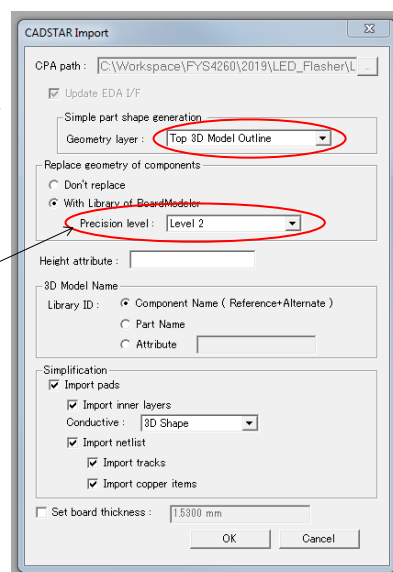 CADSTAR Import
CPA path : C:\Workspace\FYS4260\2019\LED_Flasher\L ...
Update EDA I/F
Simple part shape generation
Geometry layer : Top 3D Model Outline
Replace geometry of components
Don't replace
With Library of BoardModeler
Precision level : Level 2
Height attribute :
3D Model Name
Library ID : Component Name ( Reference+Alternate )
Part Name
Attribute
Simplification
Import pads
Import inner layers
Conductive : 3D Shape
Import netlist
Import tracks
Import copper items
Set board thickness : 1.5300 mm
OK Cancel